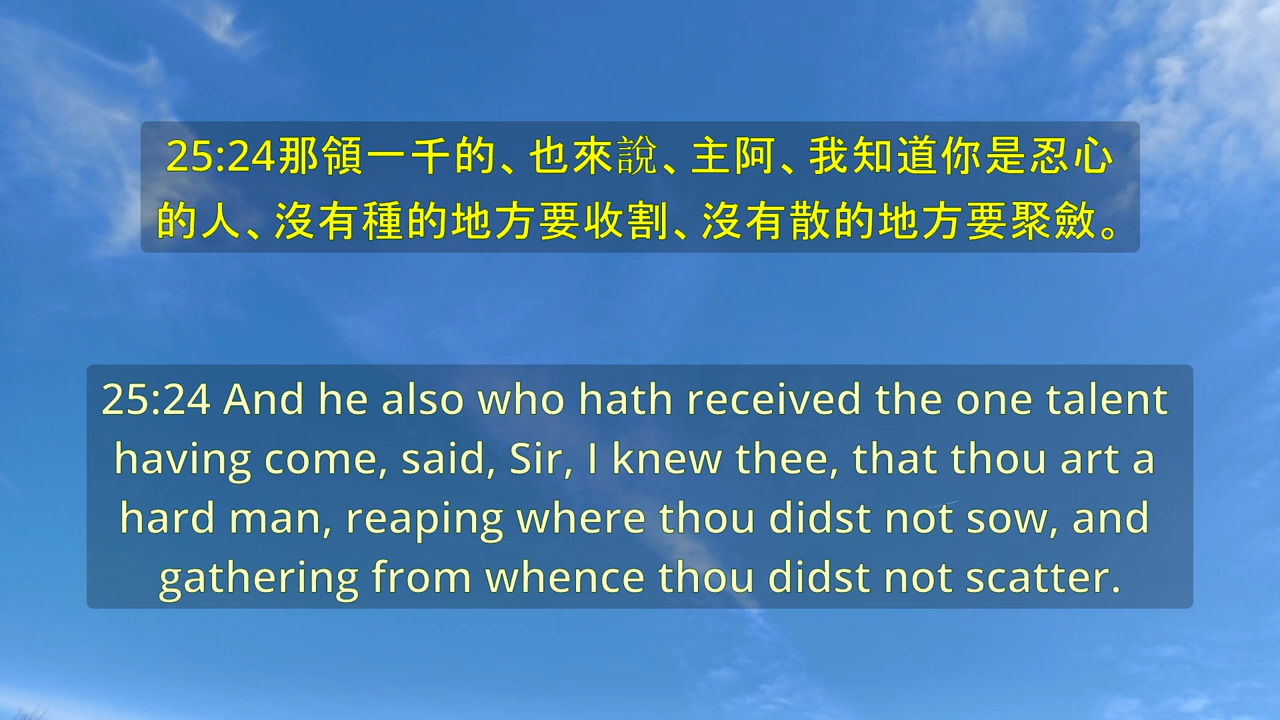 25:24那領一千的、也來說、主阿、我知道你是忍心
的人、沒有種的地方要收割、沒有散的地方要聚斂。
25:24 And he also who hath received the one talent
having come, said, Sir, I knew thee, that thou art a
hard man, reaping where thou didst not sow, and
gathering from whence thou didst not scatter.